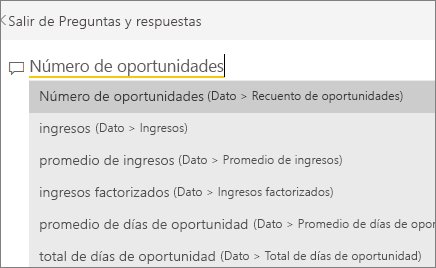 Salir de Preguntas y respuestas
Número de oportunidades
Número de oportunidades (Dato > Recuento de oportunidades)
ingresos (Dato > Ingresos)
promedio de ingresos (Dato > Promedio de ingresos)
ingresos factorizados (Dato > Ingresos factorizados)
promedio de días de oportunidad (Dato > Promedio de días de opor
total de días de oportunidad (Dato > Total de días de oportunidad)